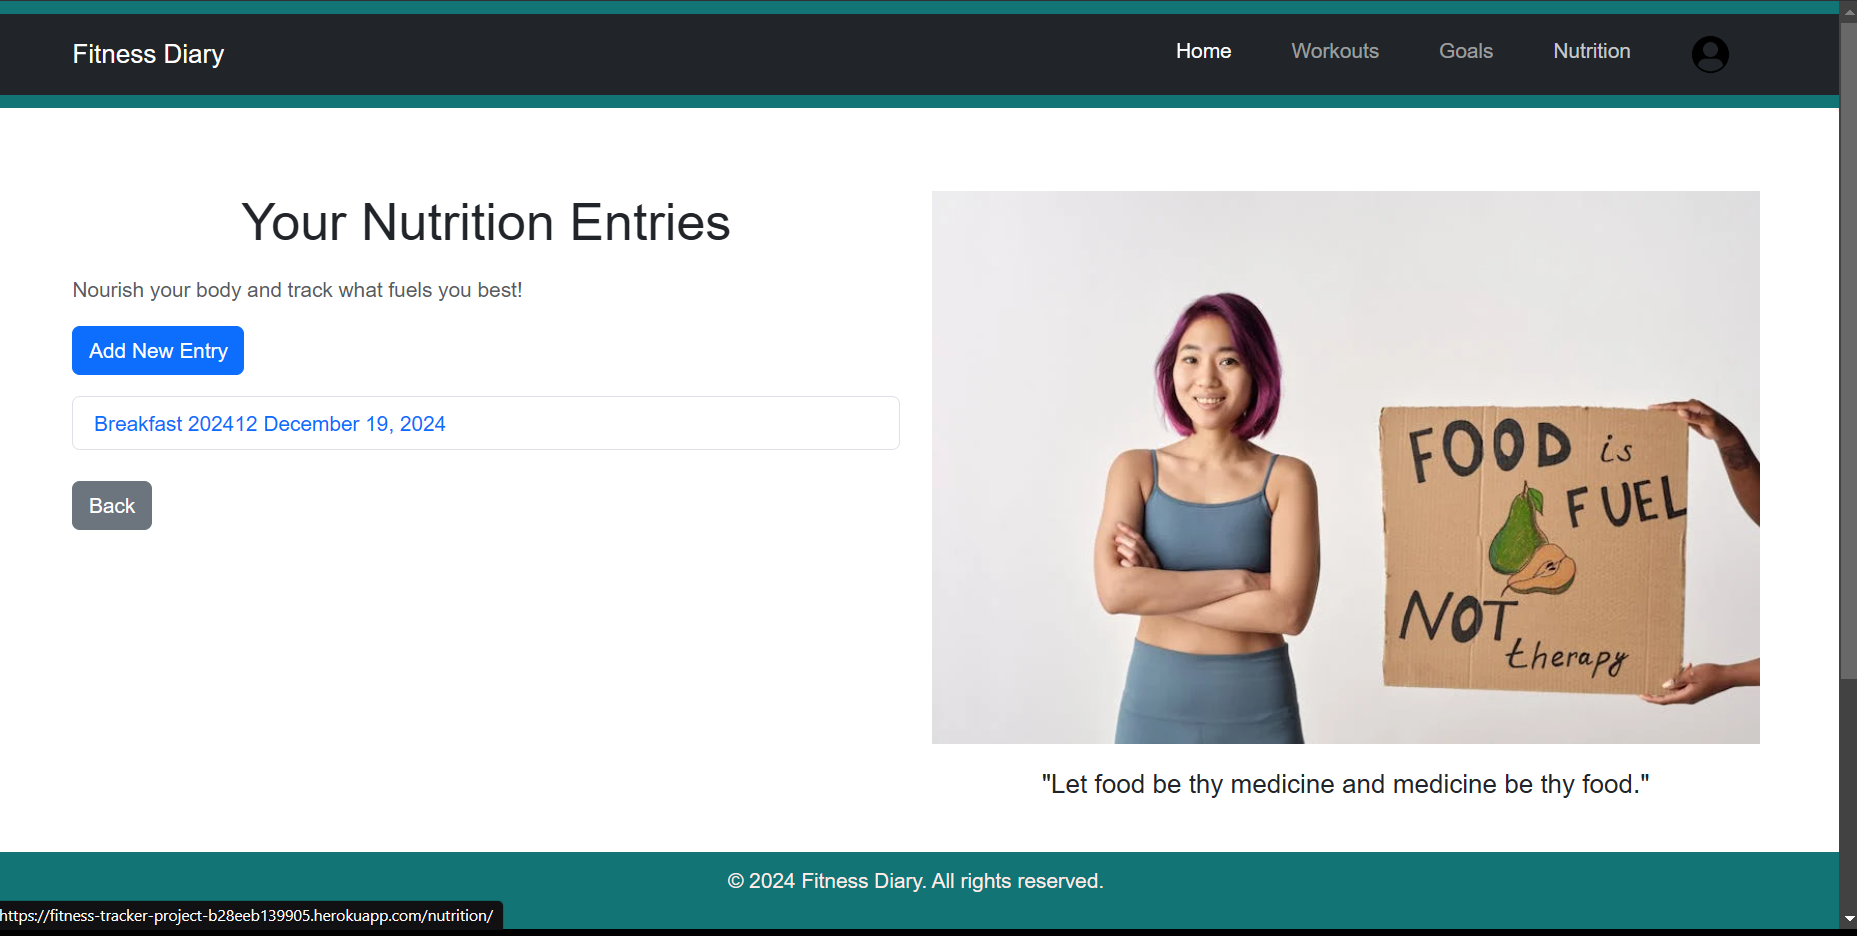 Fitness Diary
Home Workouts Goals Nutrition
Your Nutrition Entries
Nourish your body and track what fuels you best!
Add New Entry
Breakfast 202412 December 19, 2024
Back
FOOD is
FUEL
NOT
therapy
"Let food be thy medicine and medicine be thy food."
© 2024 Fitness Diary. All rights reserved.
https://fitness-tracker-project-b28eeb139905.herokuapp.com/nutrition/